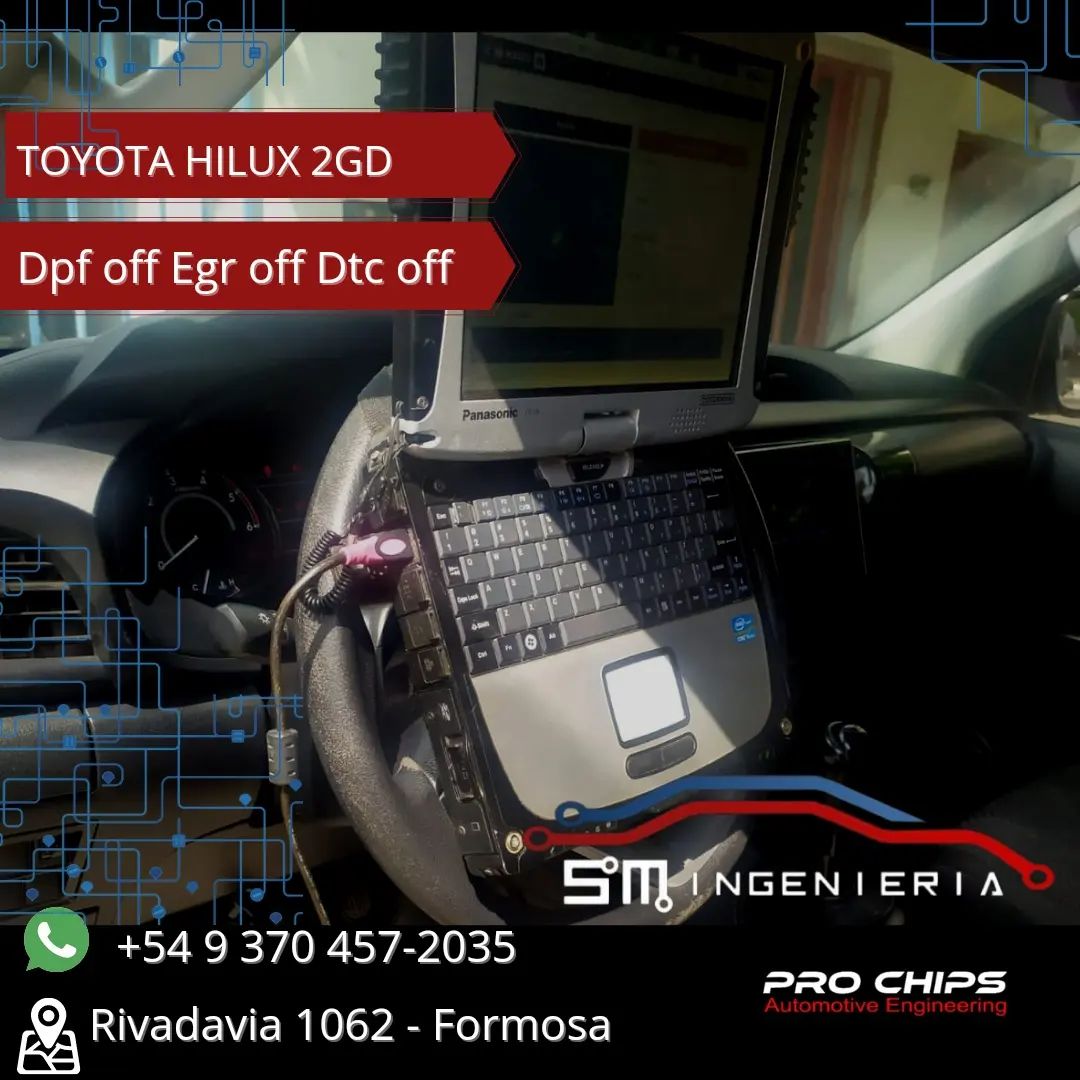 TOYOTA HILUX 2GD
Dpf off Egr off Dtc off
Panasonic
SM INGENIERIA
+54 9 370 457-2035
PRO CHIPS
Automotive Engineering
Rivadavia 1062 - Formosa